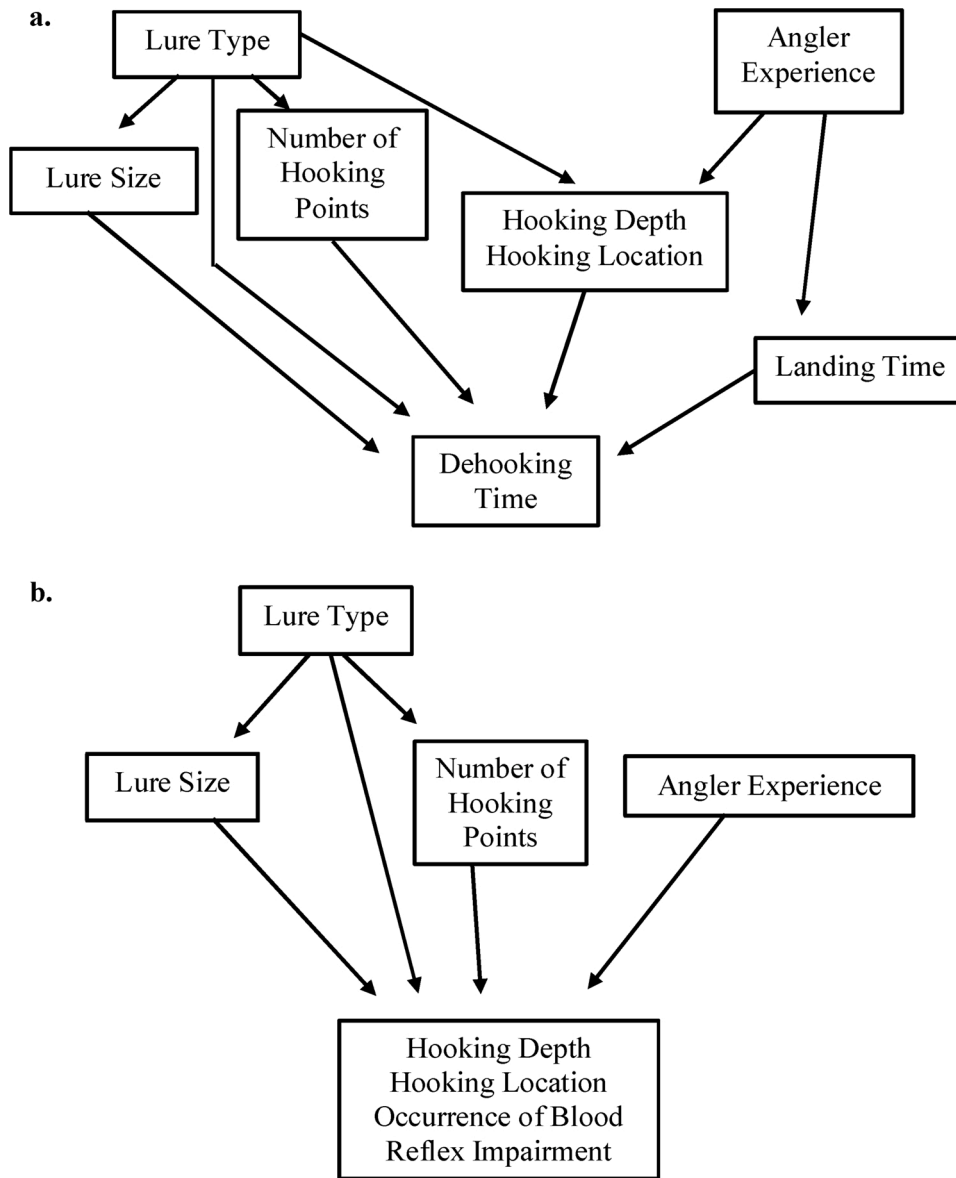 a.
Lure Type
Angler
Experience
Number of
Hooking
Points
Lure Size
Hooking Depth
Hooking Location
Landing Time
Dehooking
Time
b.
Lure Type
Lure Size
Number of
Hooking
Points
Angler Experience
Hooking Depth
Hooking Location
Occurrence of Blood
Reflex Impairment